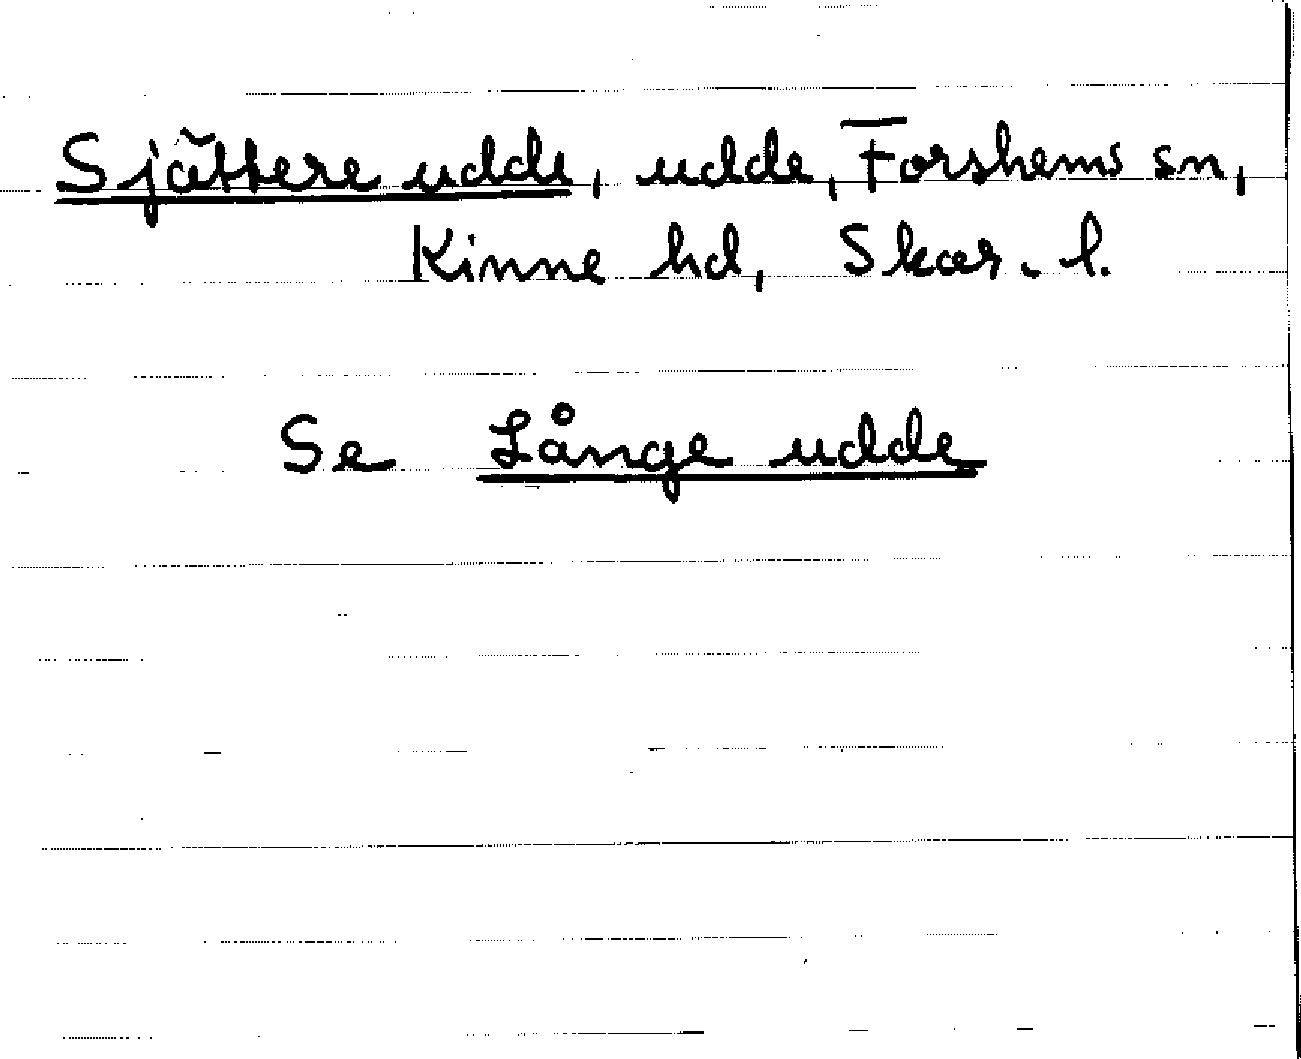 Sjättere udde, udde, Forshems sn,
Kinne hd, Skar. l.
Se Långe udde